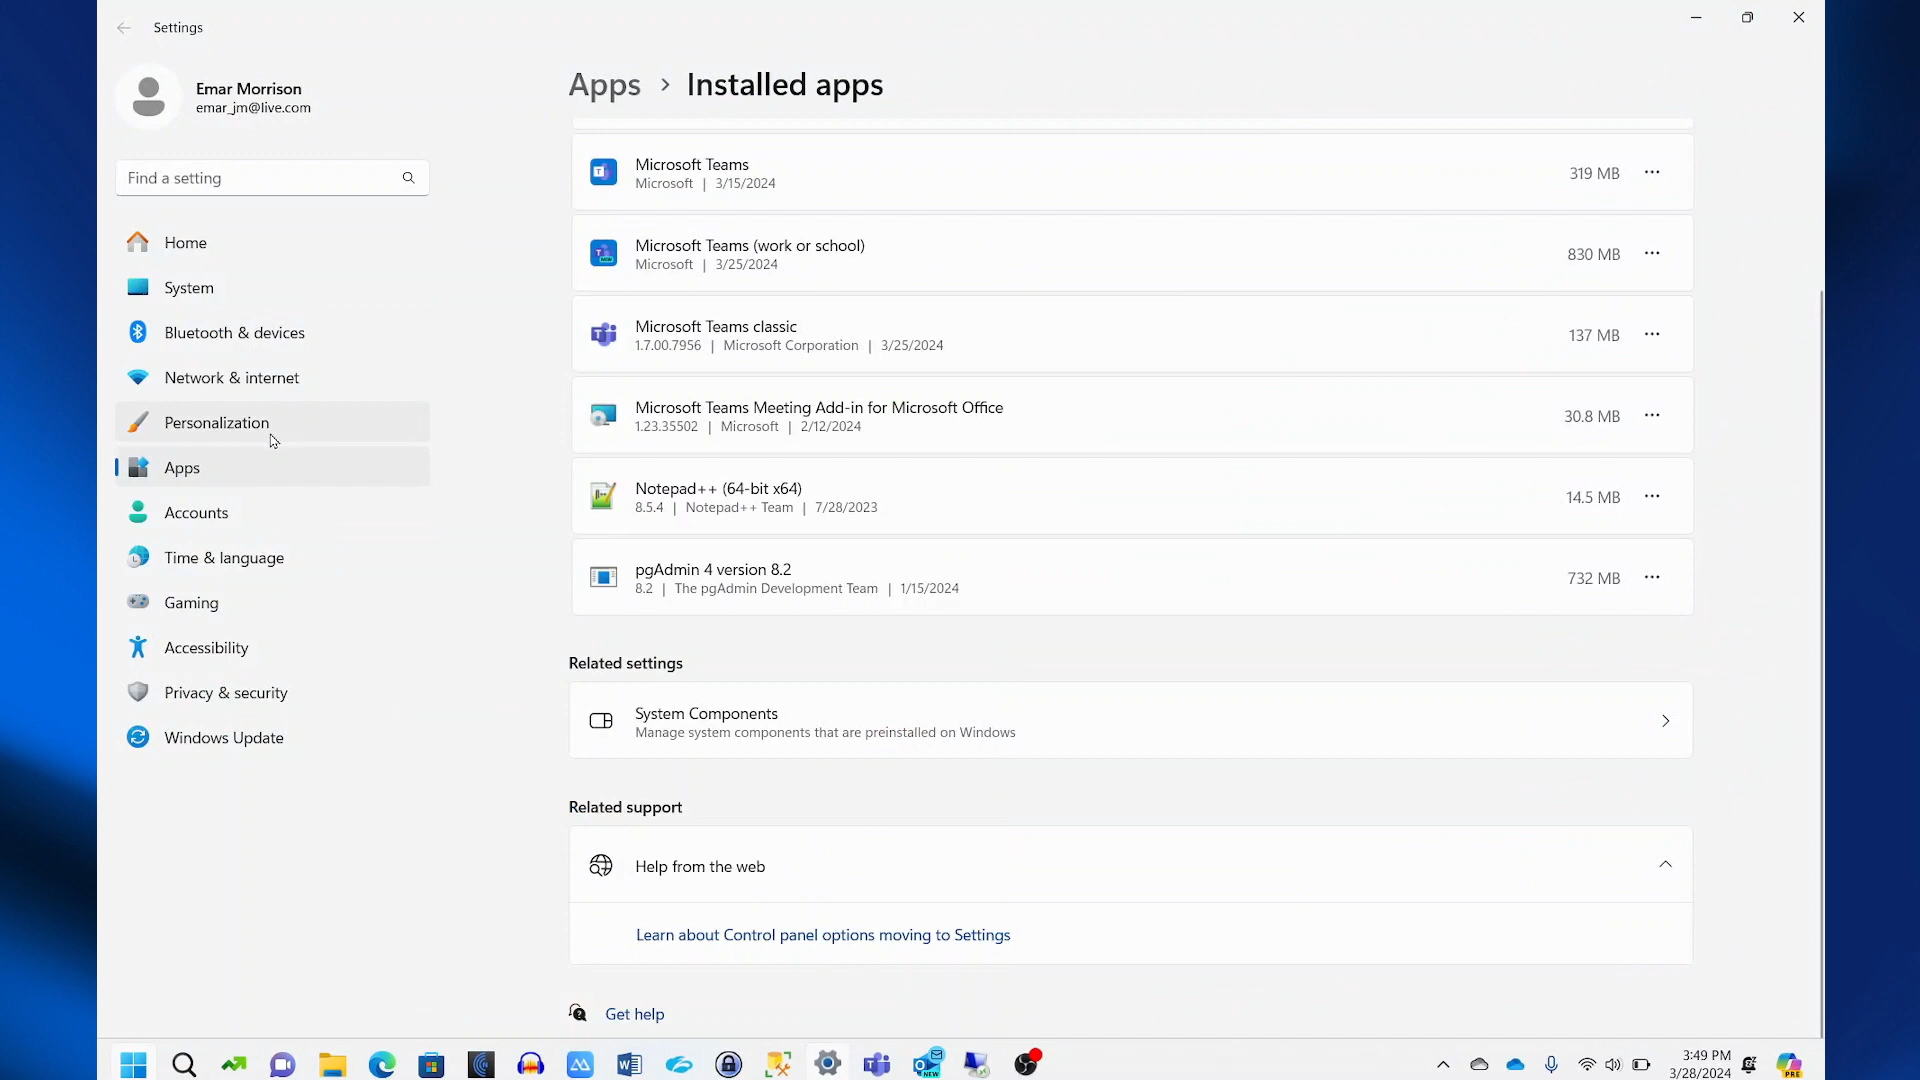 Settings
Emar Morrison
emar_jm@live.com
Find a setting
Home
System
Bluetooth & devices
Network & internet
Personalization
Apps
Accounts
Time & language
Gaming
Accessibility
Privacy & security
Windows Update
Apps > Installed apps
Microsoft Teams 319 MB
Microsoft | 3/15/2024
Microsoft Teams (work or school) 830 MB
Microsoft | 3/25/2024
Microsoft Teams classic 137 MB
1.7.00.7956 | Microsoft Corporation | 3/25/2024
Microsoft Teams Meeting Add-in for Microsoft Office 30.8 MB
1.23.35502 | Microsoft | 2/12/2024
Notepad++ (64-bit x64) 14.5 MB
8.5.4 | Notepad++ Team | 7/28/2023
pgAdmin 4 version 8.2 732 MB
8.2 | The pgAdmin Development Team | 1/15/2024
Related settings
System Components
Manage system components that are preinstalled on Windows
Related support
Help from the web
Learn about Control panel options moving to Settings
Get help
NEW
3:49 PM
3/28/2024
PRE